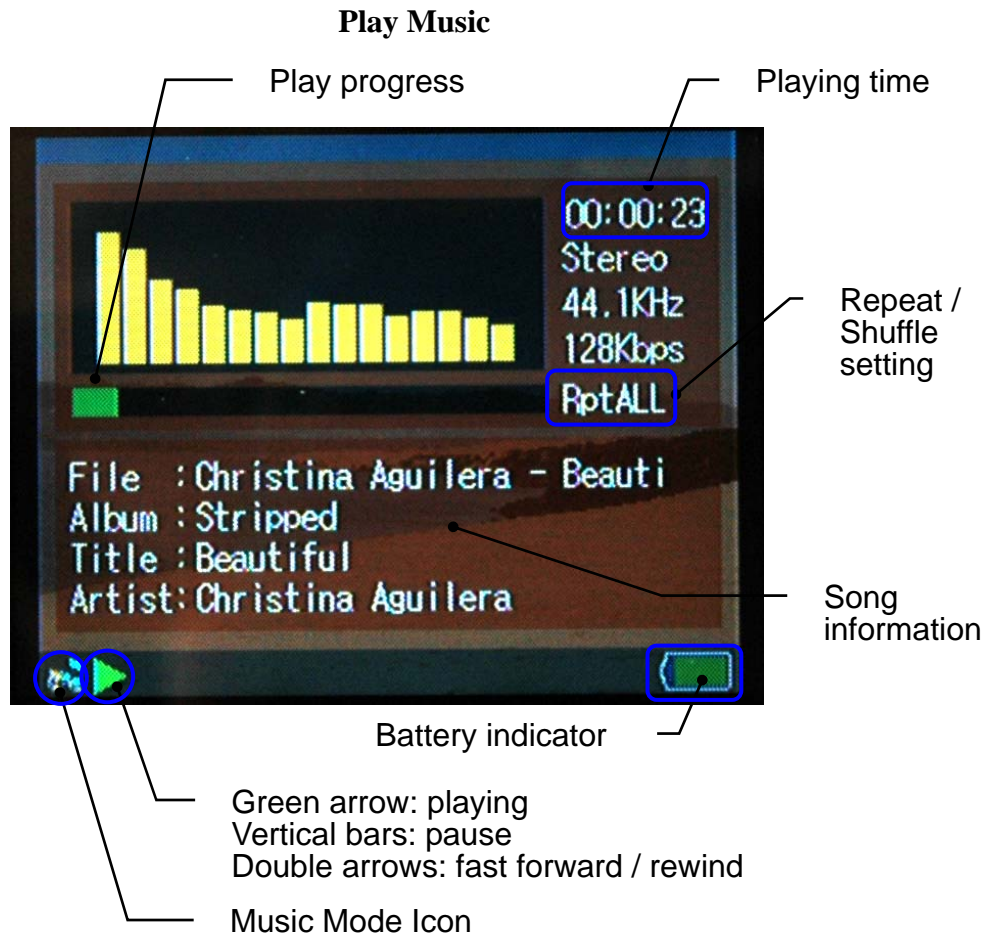 Play Music
Play progress
Playing time
00:00:23
Stereo
44.1KHz
128Kbps
RptALL
Repeat /
Shuffle
setting
File :Christina Aguilera - Beauti
Album :Stripped
Title :Beautiful
Artist:Christina Aguilera
Song
information
Battery indicator
Green arrow: playing
Vertical bars: pause
Double arrows: fast forward / rewind
Music Mode Icon